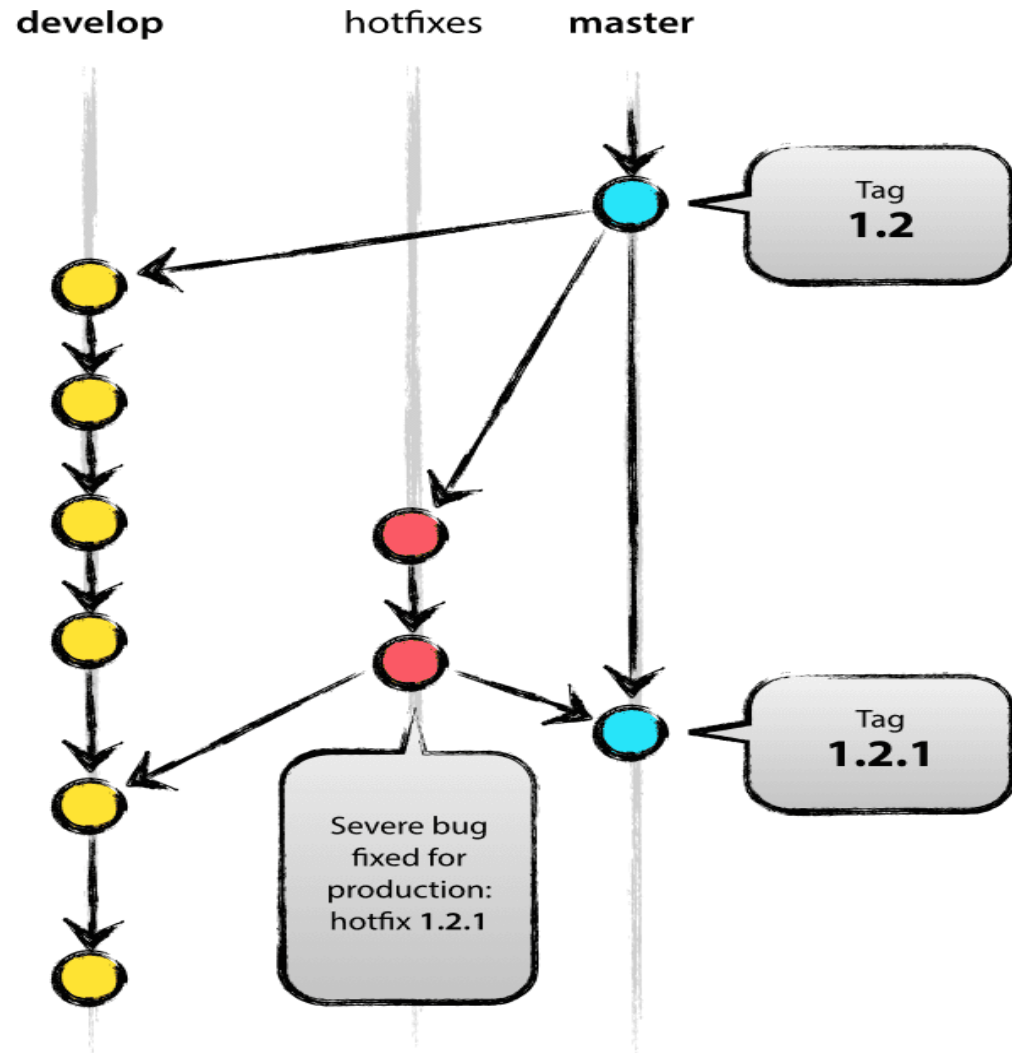 develop
hotfixes
master
Tag
1.2
Tag
1.2.1
Severe bug
fixed for
production:
hotfix 1.2.1